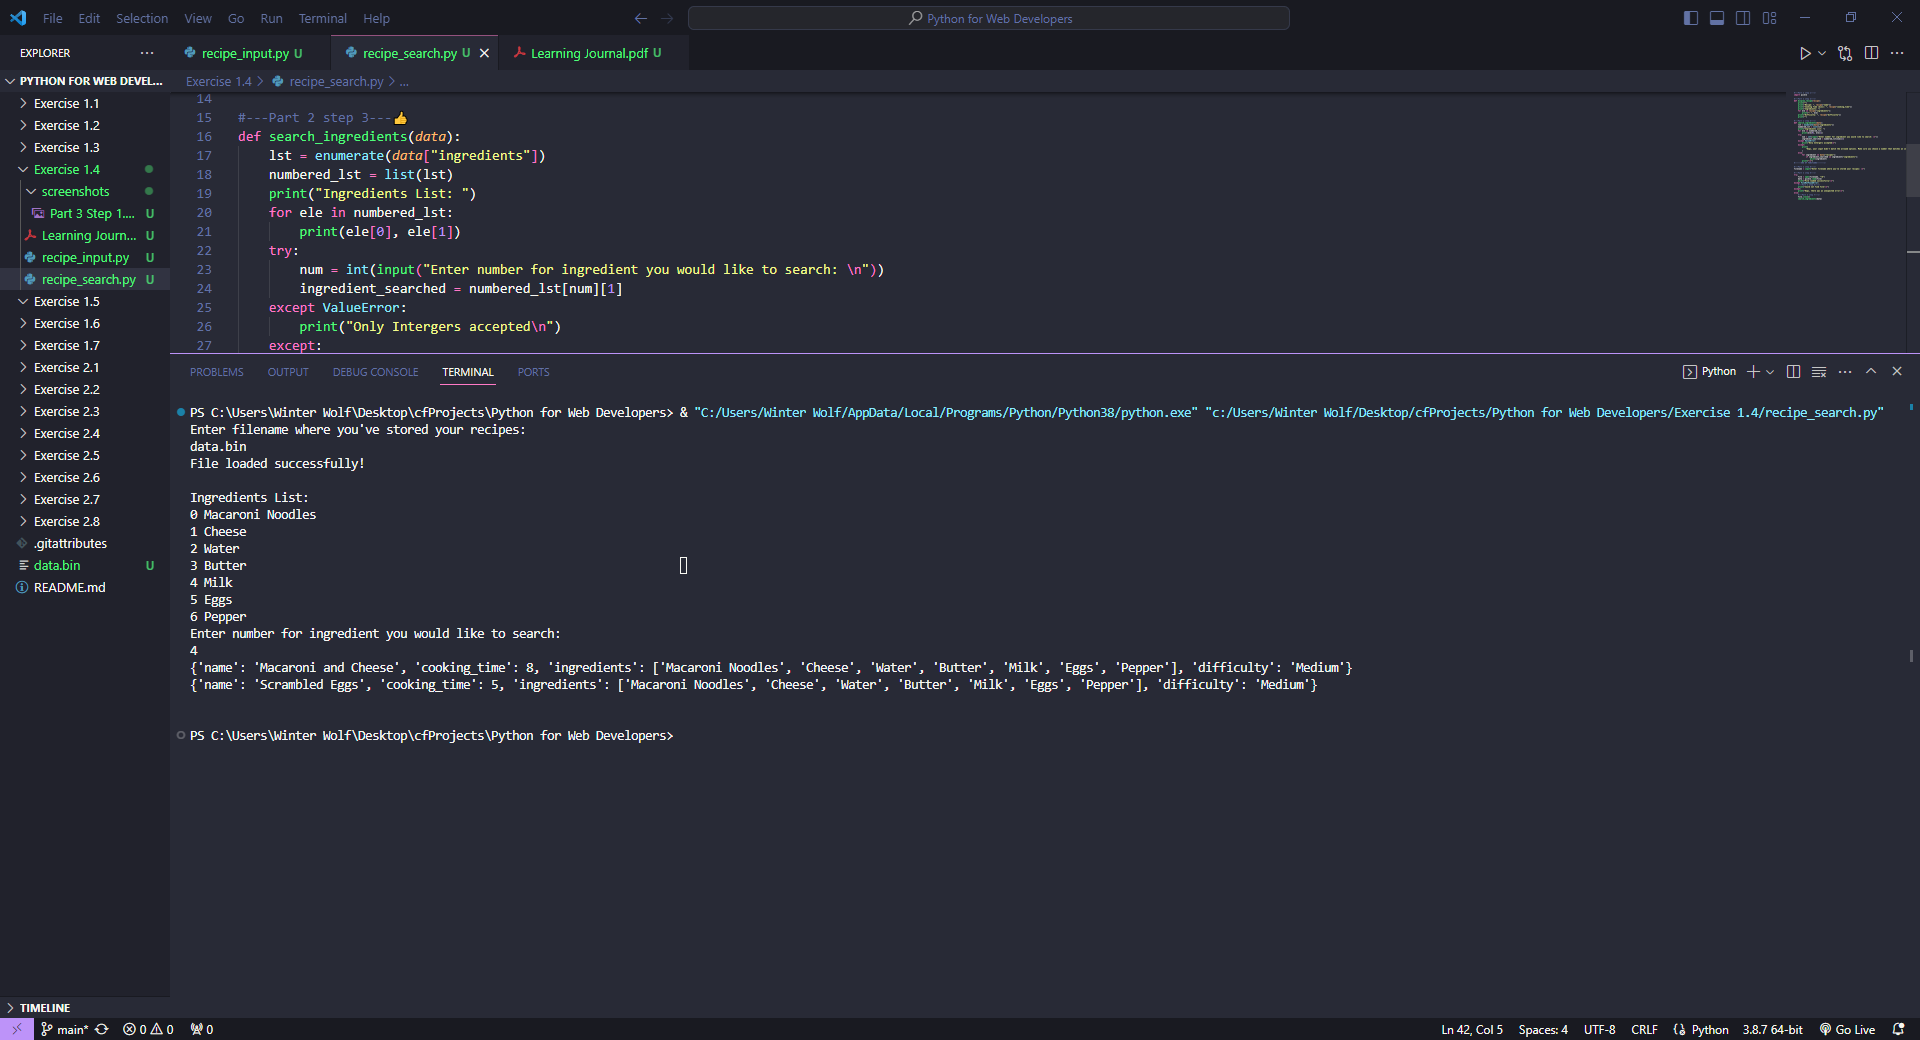 File Edit Selection View Go Run Terminal Help
Python for Web Developers
EXPLORER
recipe_input.py U
recipe_search.py U
Learning Journal.pdf U
PYTHON FOR WEB DEVEL...
Exercise 1.4 > recipe_search.py > ...
Exercise 1.1
Exercise 1.2
Exercise 1.3
Exercise 1.4
screenshots
Part 3 Step 1.... U
Learning Journ... U
recipe_input.py U
recipe_search.py U
Exercise 1.5
Exercise 1.6
Exercise 1.7
Exercise 2.1
Exercise 2.2
Exercise 2.3
Exercise 2.4
Exercise 2.5
Exercise 2.6
Exercise 2.7
Exercise 2.8
.gitattributes
data.bin U
README.md
14
15 #---Part 2 step 3---👍
16 def search_ingredients(data):
17 lst = enumerate(data["ingredients"])
18 numbered_lst = list(lst)
19 print("Ingredients List: ")
20 for ele in numbered_lst:
21 print(ele[0], ele[1])
22 try:
23 num = int(input("Enter number for ingredient you would like to search: \n"))
24 ingredient_searched = numbered_lst[num][1]
25 except ValueError:
26 print("Only Intergers accepted\n")
27 except:
PROBLEMS OUTPUT DEBUG CONSOLE TERMINAL PORTS
Python
PS C:\Users\Winter Wolf\Desktop\cfProjects\Python for Web Developers> & "C:/Users/Winter Wolf/AppData/Local/Programs/Python/Python38/python.exe" "c:/Users/Winter Wolf/Desktop/cfProjects/Python for Web Developers/Exercise 1.4/recipe_search.py"
Enter filename where you've stored your recipes:
data.bin
File loaded successfully!
Ingredients List:
0 Macaroni Noodles
1 Cheese
2 Water
3 Butter
4 Milk
5 Eggs
6 Pepper
Enter number for ingredient you would like to search:
4
{'name': 'Macaroni and Cheese', 'cooking_time': 8, 'ingredients': ['Macaroni Noodles', 'Cheese', 'Water', 'Butter', 'Milk', 'Eggs', 'Pepper'], 'difficulty': 'Medium'}
{'name': 'Scrambled Eggs', 'cooking_time': 5, 'ingredients': ['Macaroni Noodles', 'Cheese', 'Water', 'Butter', 'Milk', 'Eggs', 'Pepper'], 'difficulty': 'Medium'}
PS C:\Users\Winter Wolf\Desktop\cfProjects\Python for Web Developers>
TIMELINE
main* 0 0 0
Ln 42, Col 5 Spaces: 4 UTF-8 CRLF Python 3.8.7 64-bit Go Live